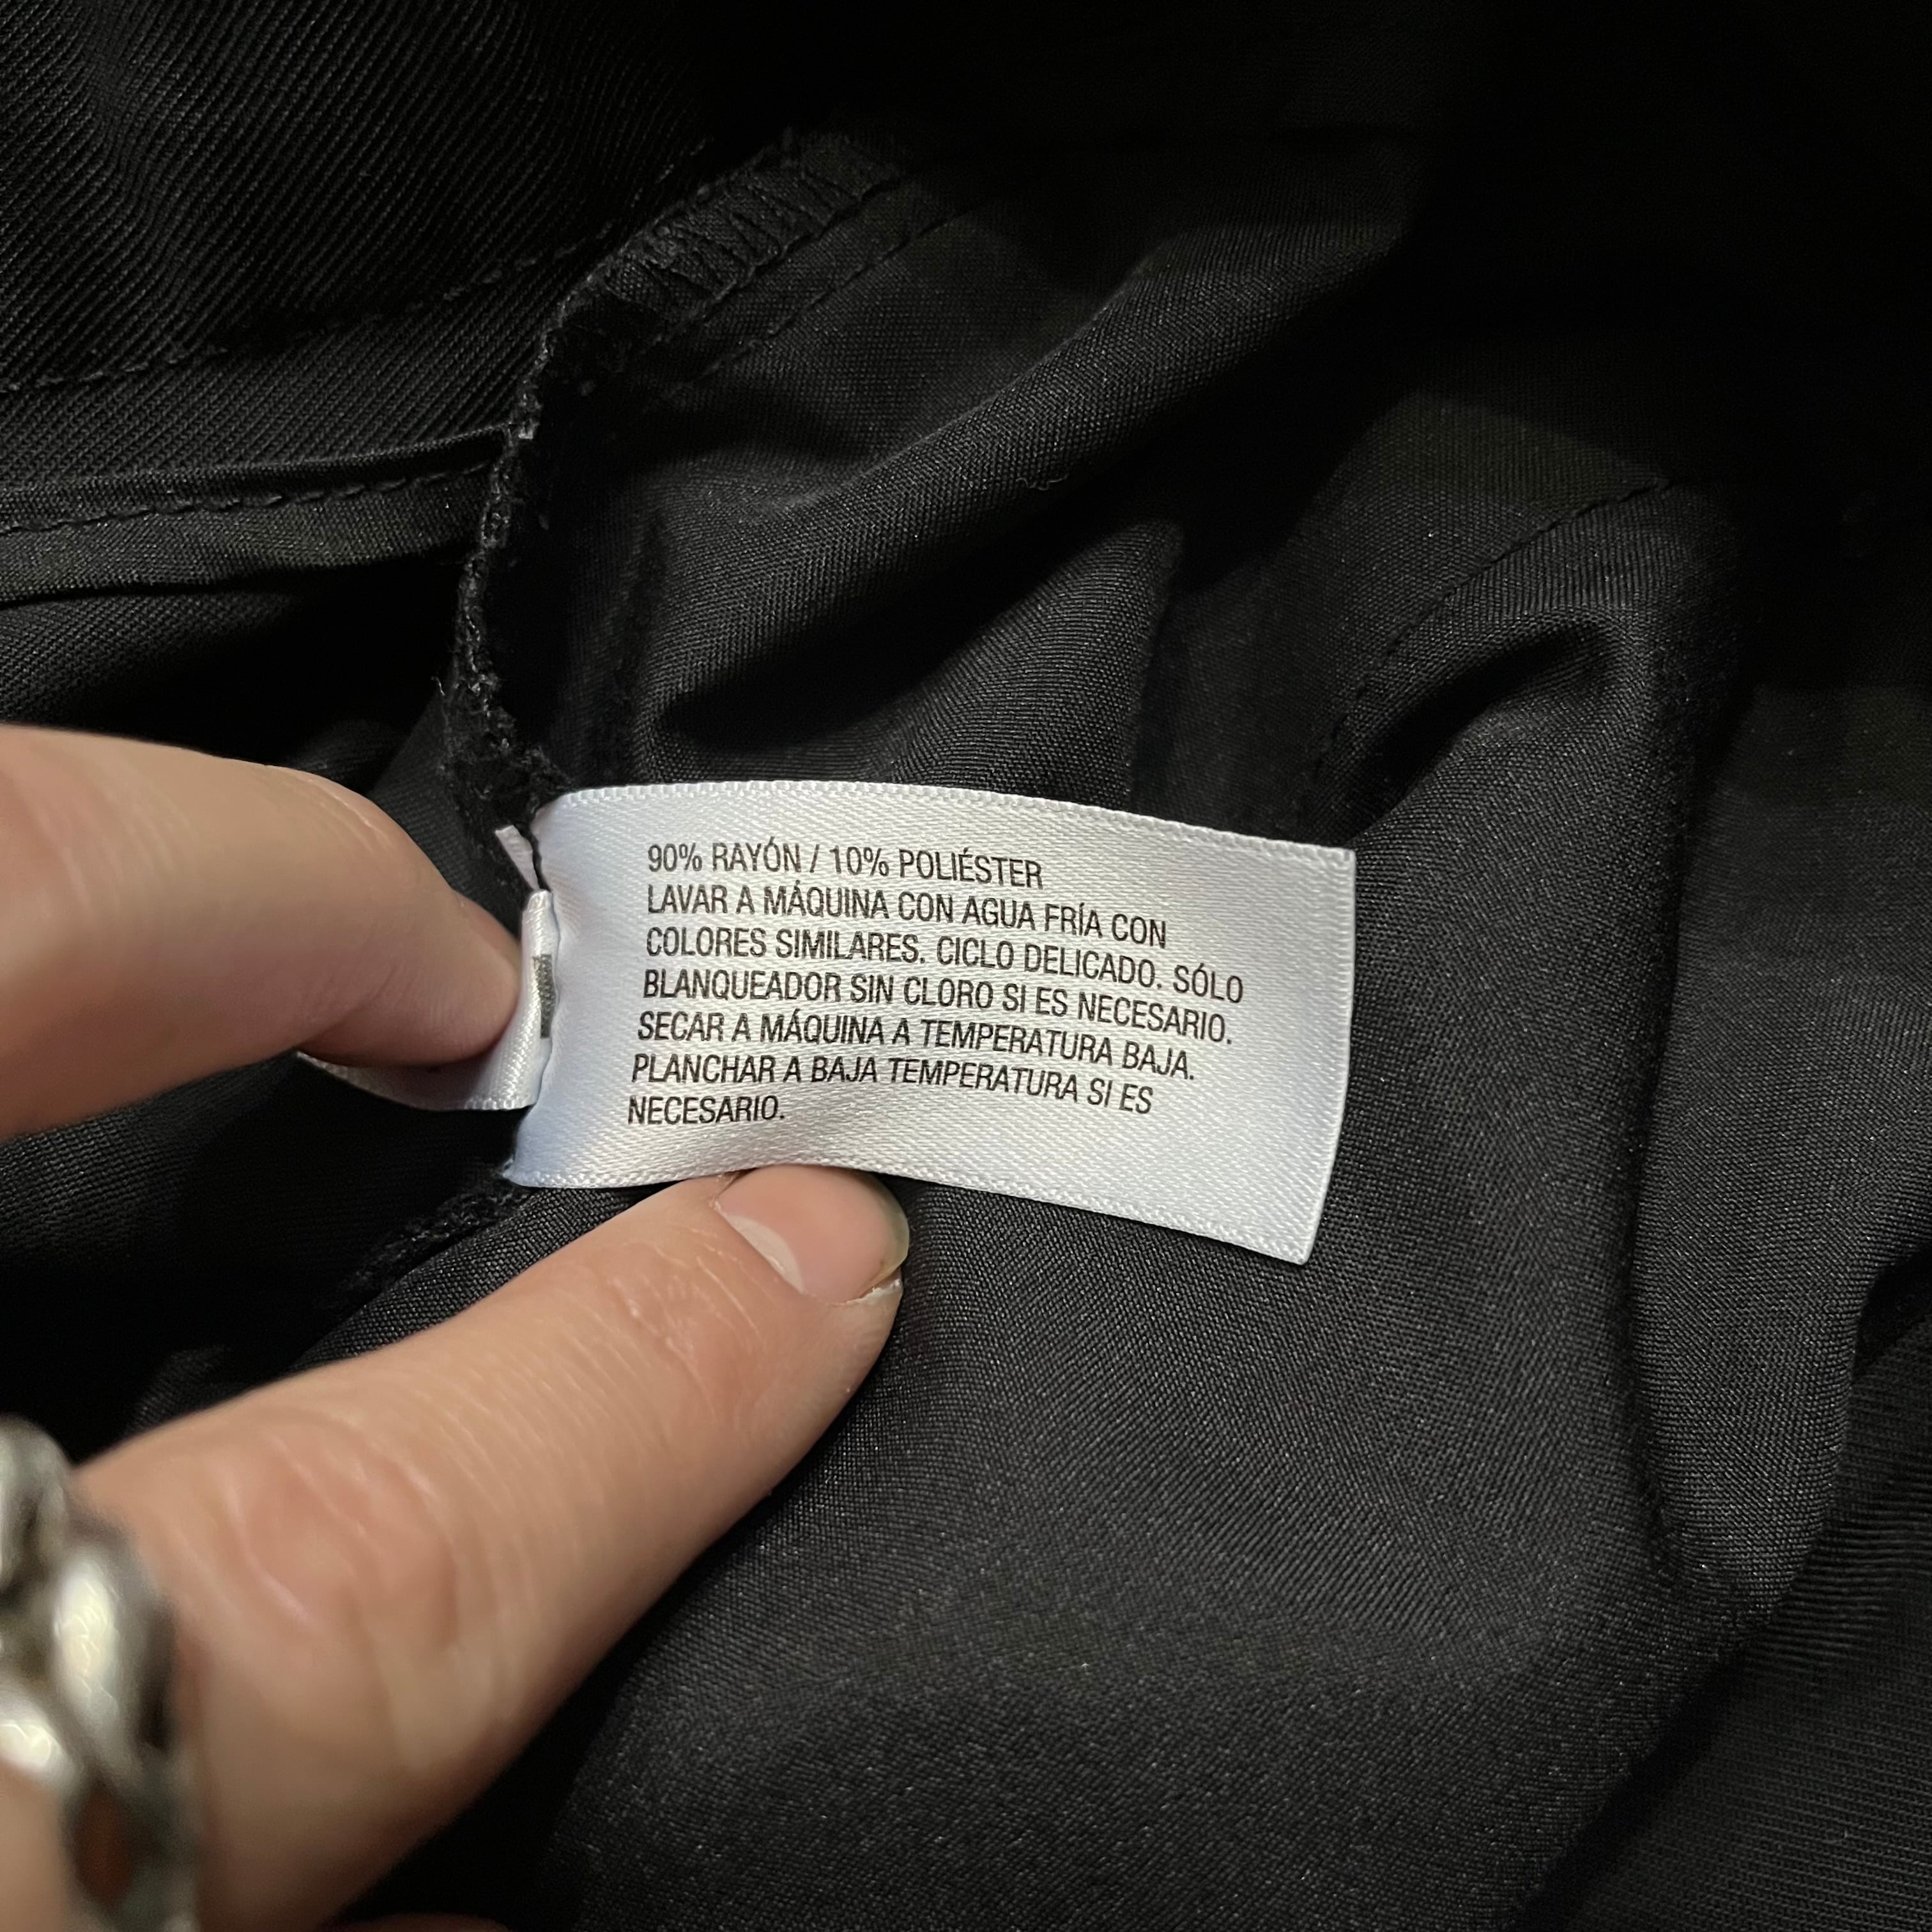 90% RAYÓN / 10% POLIÉSTER
LAVAR A MÁQUINA CON AGUA FRÍA CON
COLORES SIMILARES. CICLO DELICADO. SÓLO
BLANQUEADOR SIN CLORO SI ES NECESARIO.
SECAR A MÁQUINA A TEMPERATURA BAJA.
PLANCHAR A BAJA TEMPERATURA SI ES
NECESARIO.